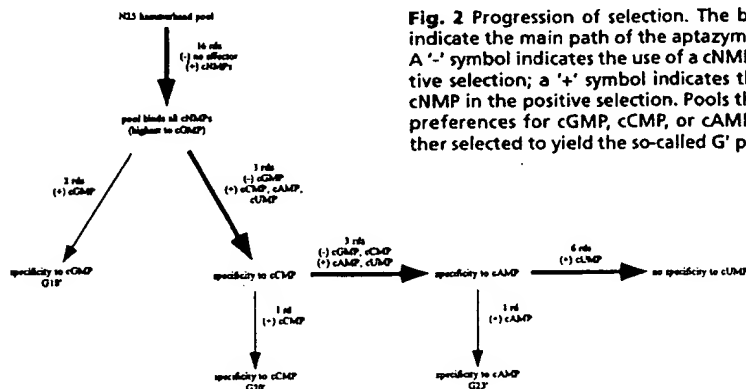 N25 hammerhead pool
Fig. 2 Progression of selection. The b
indicate the main path of the aptazym
A '-' symbol indicates the use of a cNMP
tive selection; a '+' symbol indicates th
cNMP in the positive selection. Pools th
preferences for cGMP, cCMP, or cAMP
ther selected to yield the so-called G' p
16 rds
(-) no effector
(+) cNMPs
pool binds all cNMPs
(highest to cGMP)
2 rds
(+) cGMP
3 rds
(-) cGMP
(+) cCMP, cAMP,
cUMP
specificity to cGMP
G18'
specificity to cCMP
3 rds
(-) cGMP, cCMP
(+) cAMP, cUMP
specificity to cAMP
6 rds
(+) cUMP
no specificity to cUMP
1 rd
(+) cCMP
1 rd
(+) cAMP
specificity to cCMP
G20'
specificity to cAMP
G23'